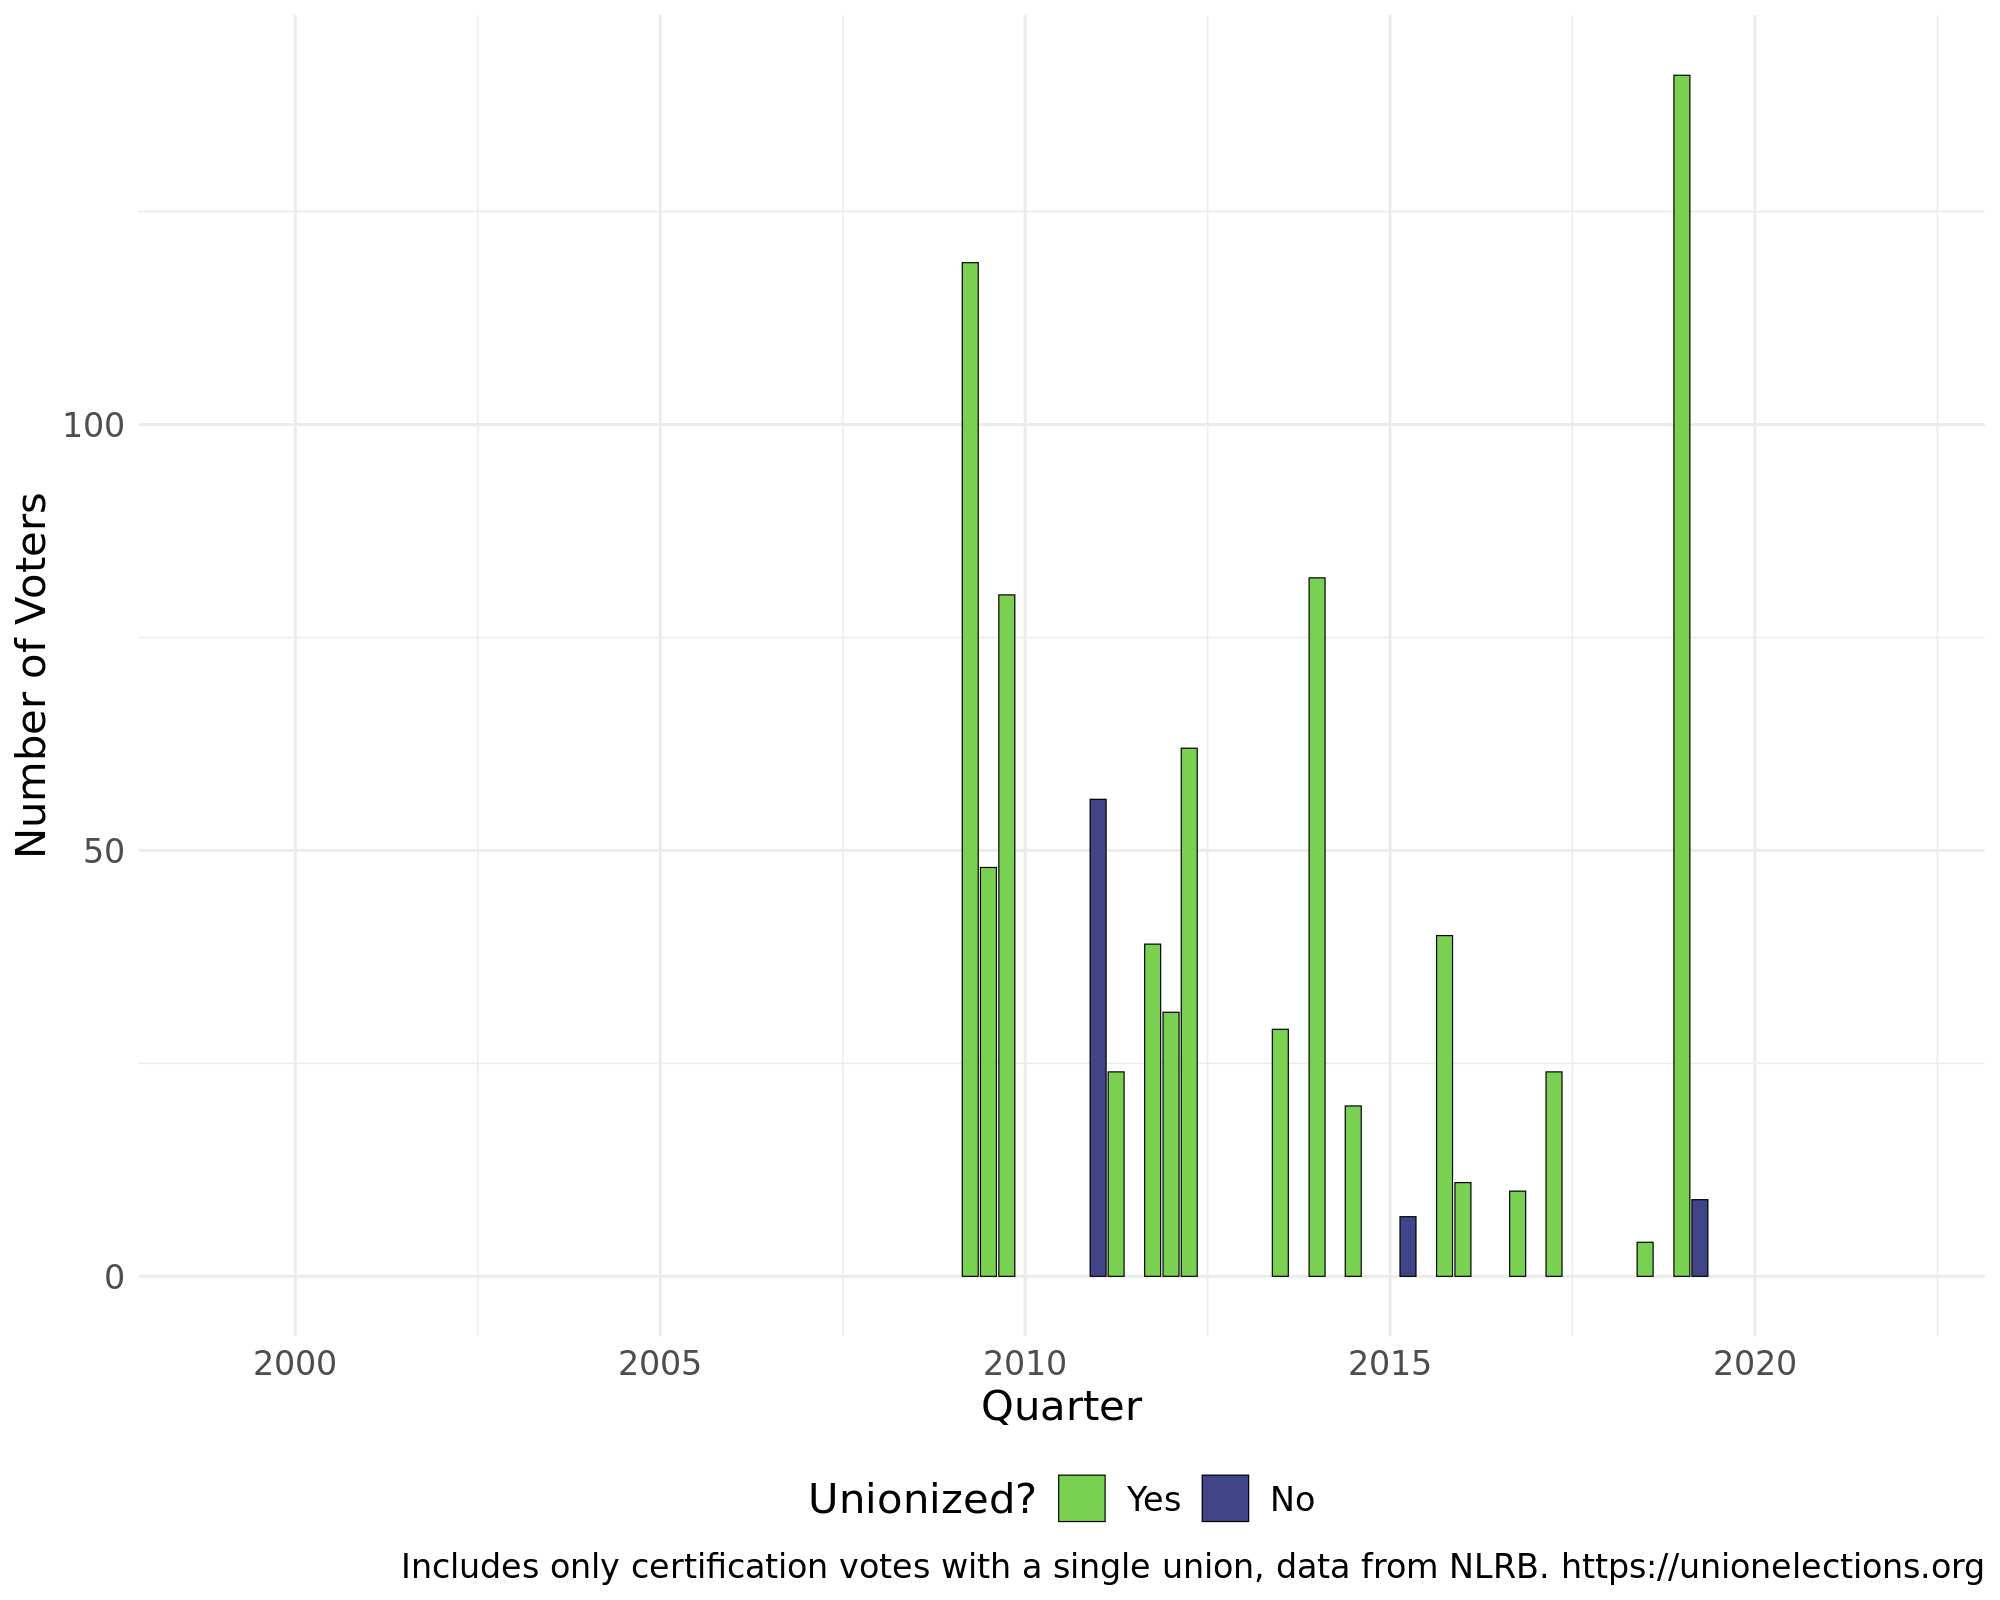 Number of Voters
100
50
0
2000 2005 2010 2015 2020
Quarter
Unionized? Yes No
Includes only certification votes with a single union, data from NLRB. https://unionelections.org